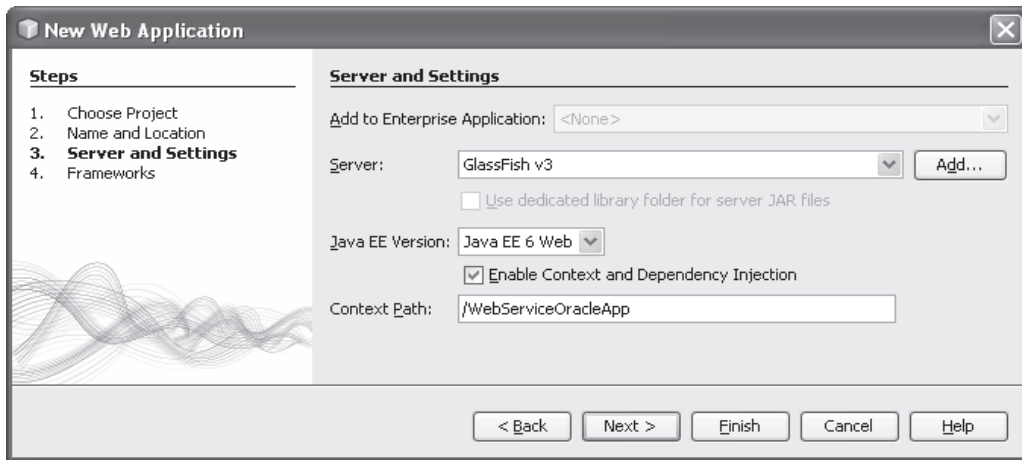 New Web Application
Steps
1. Choose Project
2. Name and Location
3. Server and Settings
4. Frameworks
Server and Settings
Add to Enterprise Application: <None>
Server: GlassFish v3 Add...
Use dedicated library folder for server JAR files
Java EE Version: Java EE 6 Web
Enable Context and Dependency Injection
Context Path: /WebServiceOracleApp
< Back Next > Finish Cancel Help